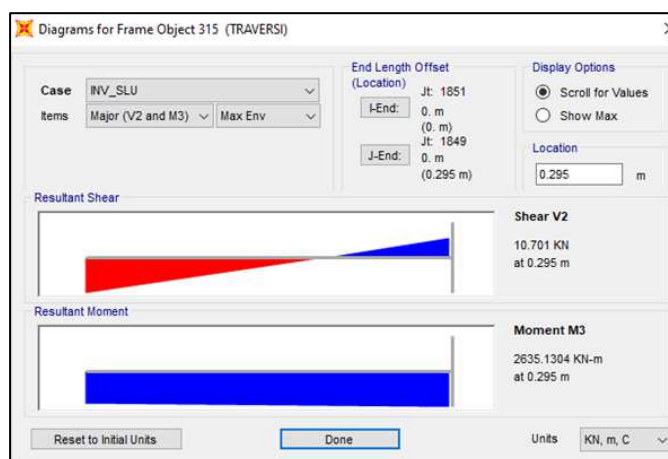 Diagrams for Frame Object 315 (TRAVERSI)
Case INV_SLU
Items Major (V2 and M3) Max Env
End Length Offset
(Location)
I-End:
Jt: 1851
0. m
(0. m)
J-End:
Jt: 1849
0. m
(0.295 m)
Display Options
Scroll for Values
Show Max
Location
0.295 m
Resultant Shear
Shear V2
10.701 KN
at 0.295 m
Resultant Moment
Moment M3
2635.1304 KN-m
at 0.295 m
Reset to Initial Units
Done
Units KN, m, C